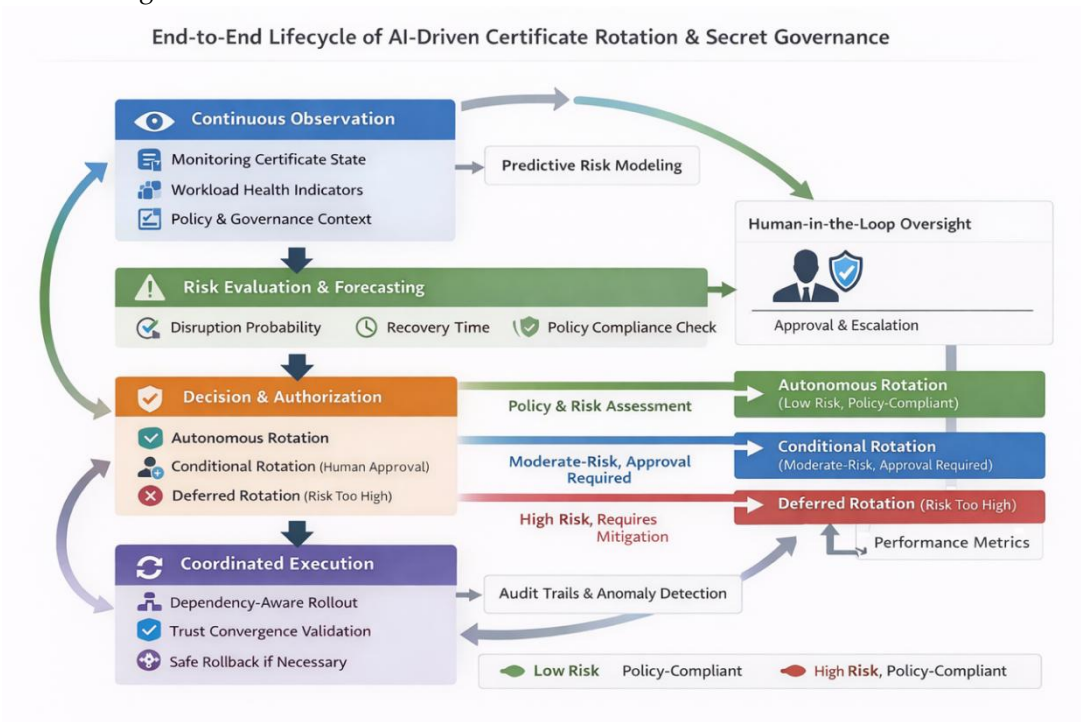 End-to-End Lifecycle of AI-Driven Certificate Rotation & Secret Governance
Continuous Observation
Monitoring Certificate State
Workload Health Indicators
Policy & Governance Context
Predictive Risk Modeling
Human-in-the-Loop Oversight
Approval & Escalation
Risk Evaluation & Forecasting
Disruption Probability
Recovery Time
Policy Compliance Check
Decision & Authorization
Autonomous Rotation
Conditional Rotation (Human Approval)
Deferred Rotation (Risk Too High)
Policy & Risk Assessment
Moderate-Risk, Approval
Required
High Risk, Requires
Mitigation
Autonomous Rotation
(Low Risk, Policy-Compliant)
Conditional Rotation
(Moderate-Risk, Approval Required)
Deferred Rotation (Risk Too High)
Performance Metrics
Coordinated Execution
Dependency-Aware Rollout
Trust Convergence Validation
Safe Rollback if Necessary
Audit Trails & Anomaly Detection
Low Risk Policy-Compliant
High Risk, Policy-Compliant